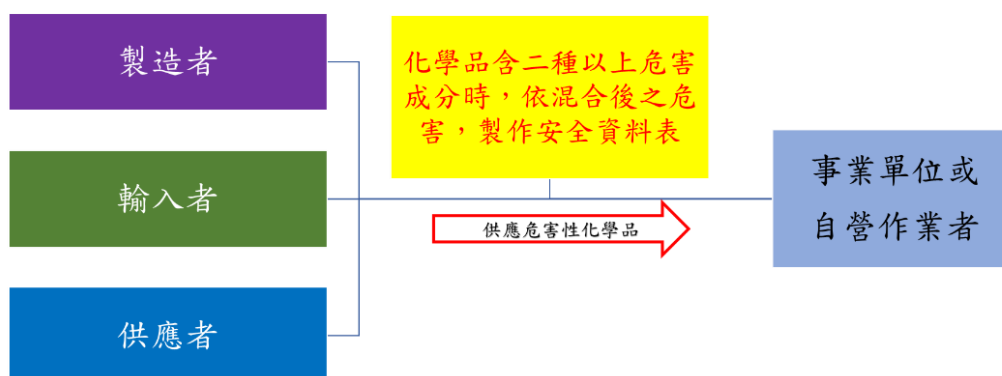 製造者
輸入者
供應者
化學品含二種以上危害
成分時，依混合後之危
害，製作安全資料表
供應危害性化學品
事業單位或
自營作業者